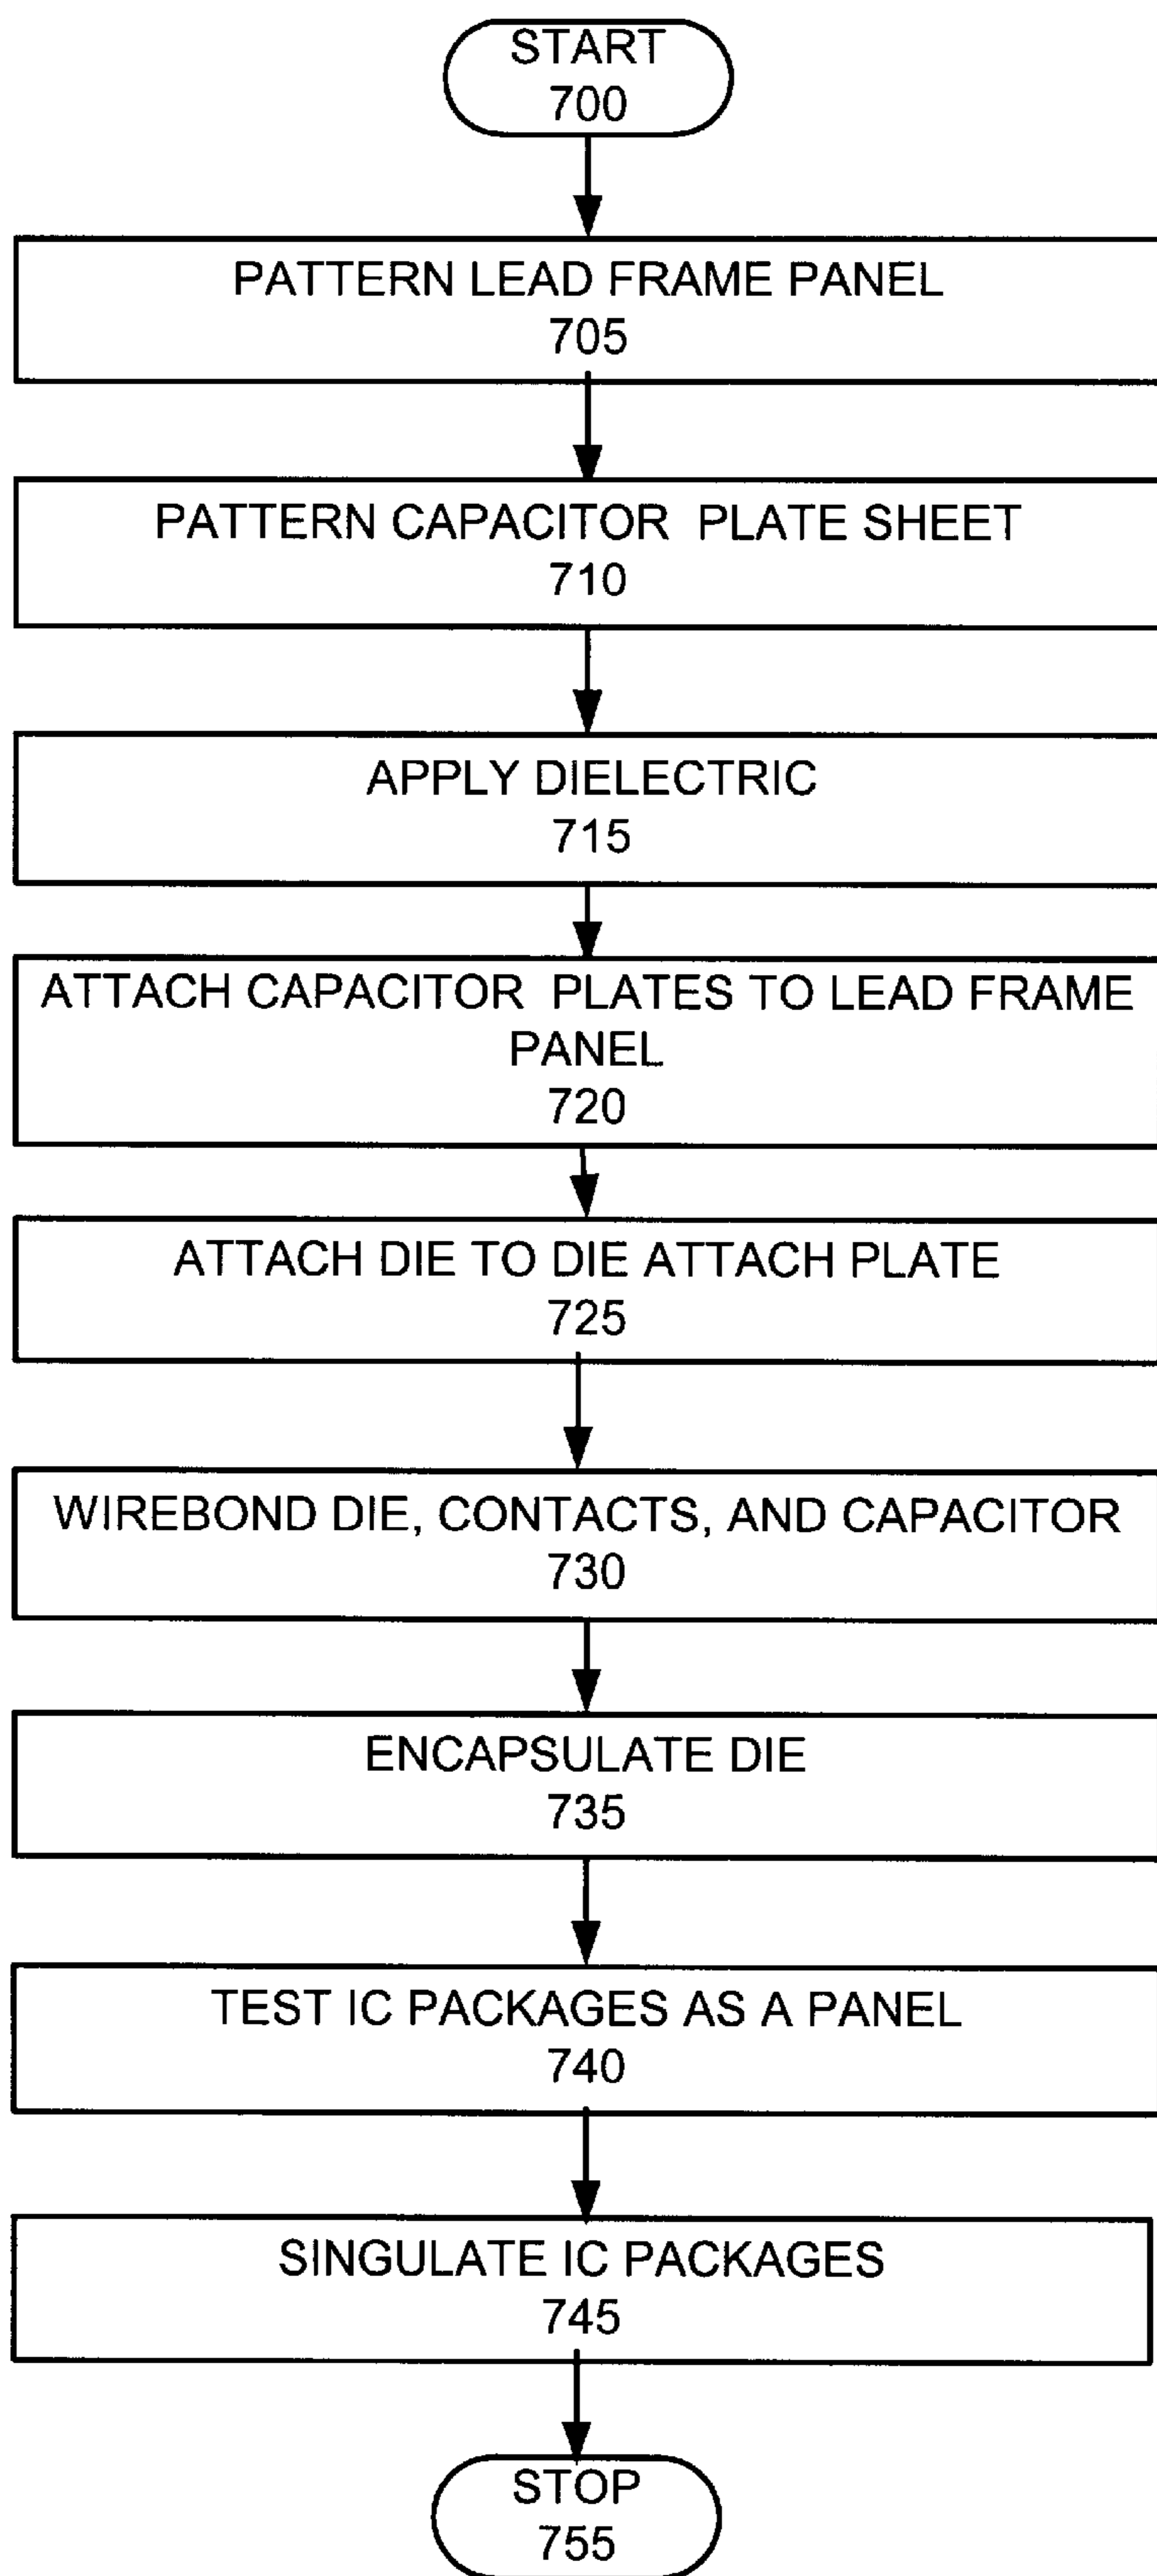 START
700
PATTERN LEAD FRAME PANEL
705
PATTERN CAPACITOR PLATE SHEET
710
APPLY DIELECTRIC
715
ATTACH CAPACITOR PLATES TO LEAD FRAME
PANEL
720
ATTACH DIE TO DIE ATTACH PLATE
725
WIREBOND DIE, CONTACTS, AND CAPACITOR
730
ENCAPSULATE DIE
735
TEST IC PACKAGES AS A PANEL
740
SINGULATE IC PACKAGES
745
STOP
755